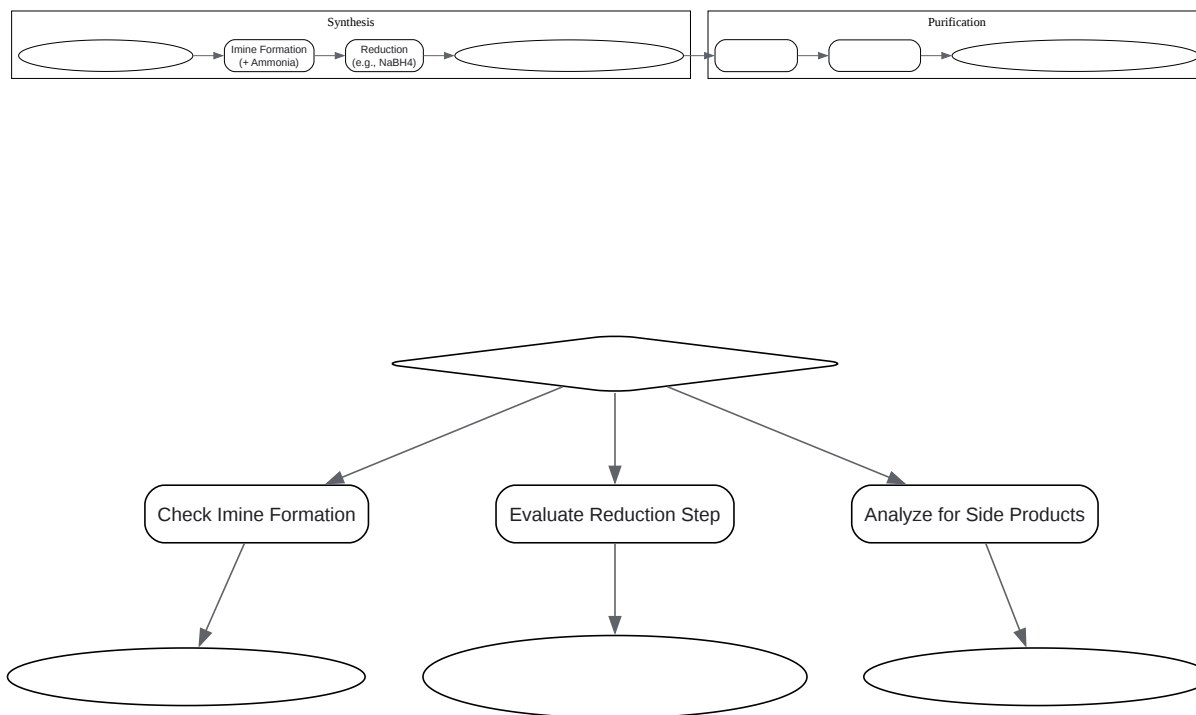 Synthesis
Purification
Imine Formation
(+ Ammonia)
Reduction
(e.g., NaBH4)
Check Imine Formation
Evaluate Reduction Step
Analyze for Side Products